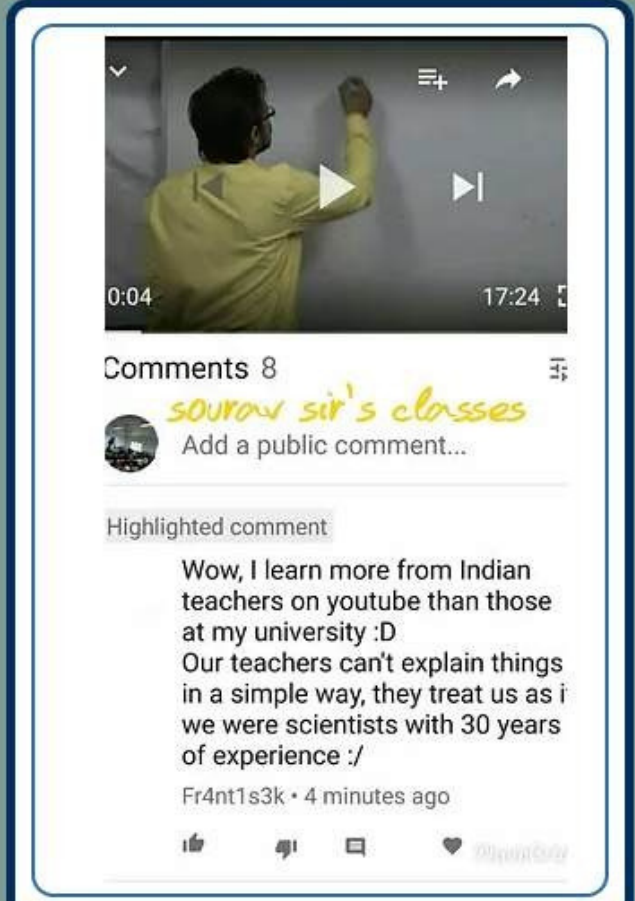 0:04
17:24
Comments 8
sourav sir's classes
Add a public comment...
Highlighted comment
Wow, I learn more from Indian
teachers on youtube than those
at my university :D
Our teachers can't explain things
in a simple way, they treat us as i
we were scientists with 30 years
of experience :/
Fr4nt1s3k • 4 minutes ago